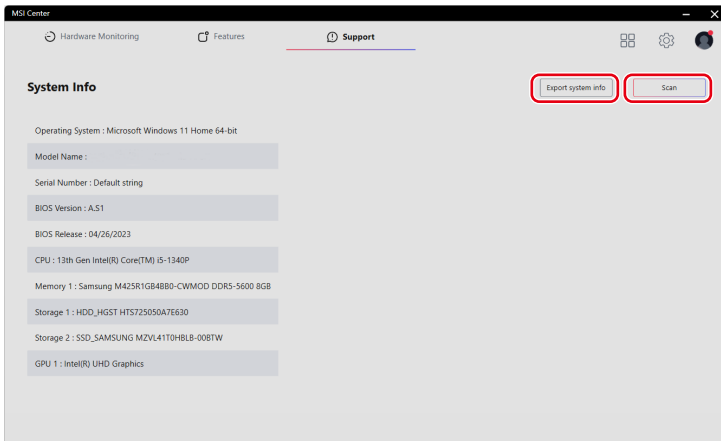 MSI Center
Hardware Monitoring
Features
Support
System Info
Export system info
Scan
Operating System : Microsoft Windows 11 Home 64-bit
Model Name :
Serial Number : Default string
BIOS Version : A.S1
BIOS Release : 04/26/2023
CPU : 13th Gen Intel(R) Core(TM) i5-1340P
Memory 1 : Samsung M425R1GB4BB0-CWMOD DDR5-5600 8GB
Storage 1 : HDD_HGST HTS725050A7E630
Storage 2 : SSD_SAMSUNG MZVL41T0HBLB-00BTW
GPU 1 : Intel(R) UHD Graphics